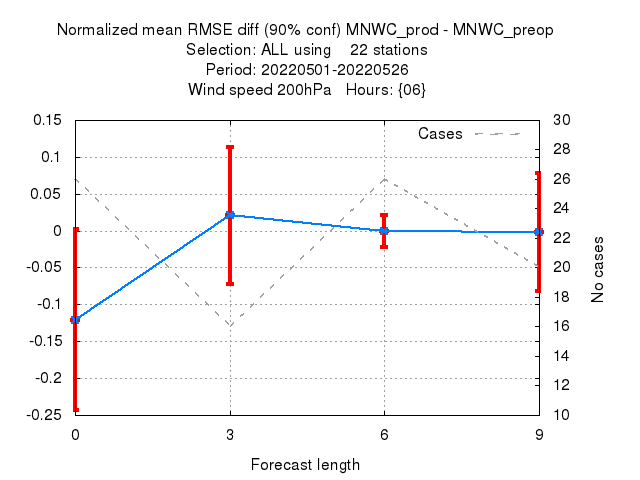 Normalized mean RMSE diff (90% conf) MNWC_prod - MNWC_preop
Selection: ALL using    22 stations
Period: 20220501-20220526
Wind speed 200hPa   Hours: {06}
Cases
0.15
0.1
0.05
0
-0.05
-0.1
-0.15
-0.2
-0.25
30
28
26
24
22
20
18
16
14
12
10
No cases
0 3 6 9
Forecast length